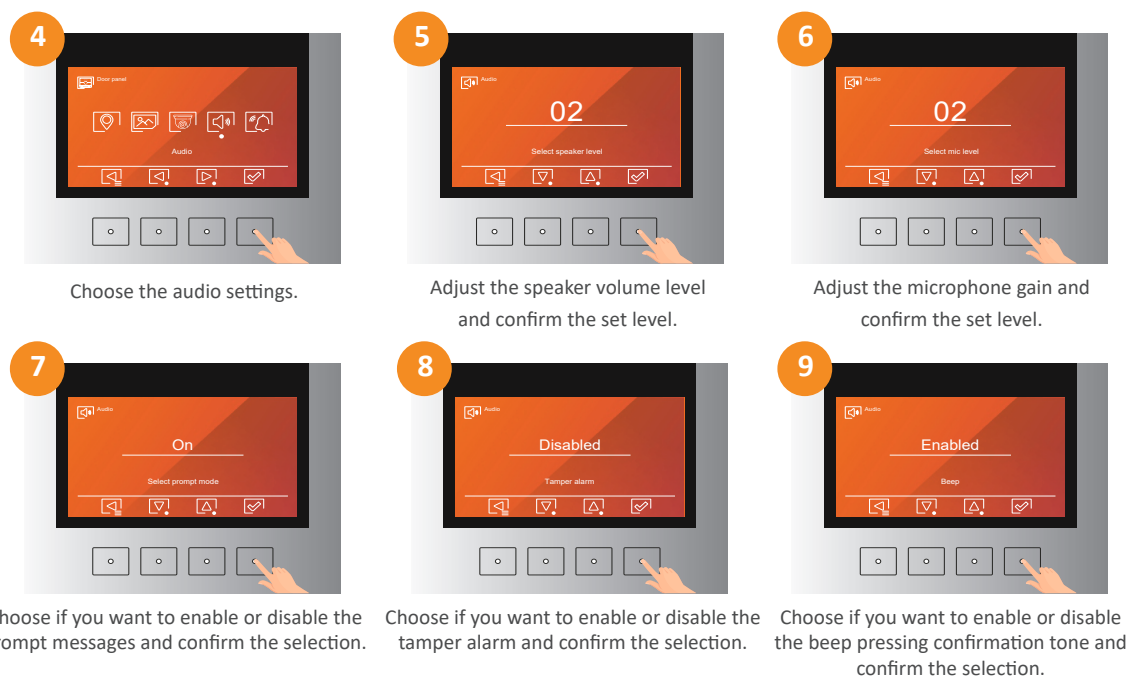 4
Door panel
Audio
Choose the audio settings.
5
Audio
02
Select speaker level
Adjust the speaker volume level
and confirm the set level.
6
Audio
02
Select mic level
Adjust the microphone gain and
confirm the set level.
7
Audio
On
Select prompt mode
hoose if you want to enable or disable the
rompt messages and confirm the selection.
8
Audio
Disabled
Tamper alarm
Choose if you want to enable or disable the
tamper alarm and confirm the selection.
9
Audio
Enabled
Beep
Choose if you want to enable or disable
the beep pressing confirmation tone and
confirm the selection.